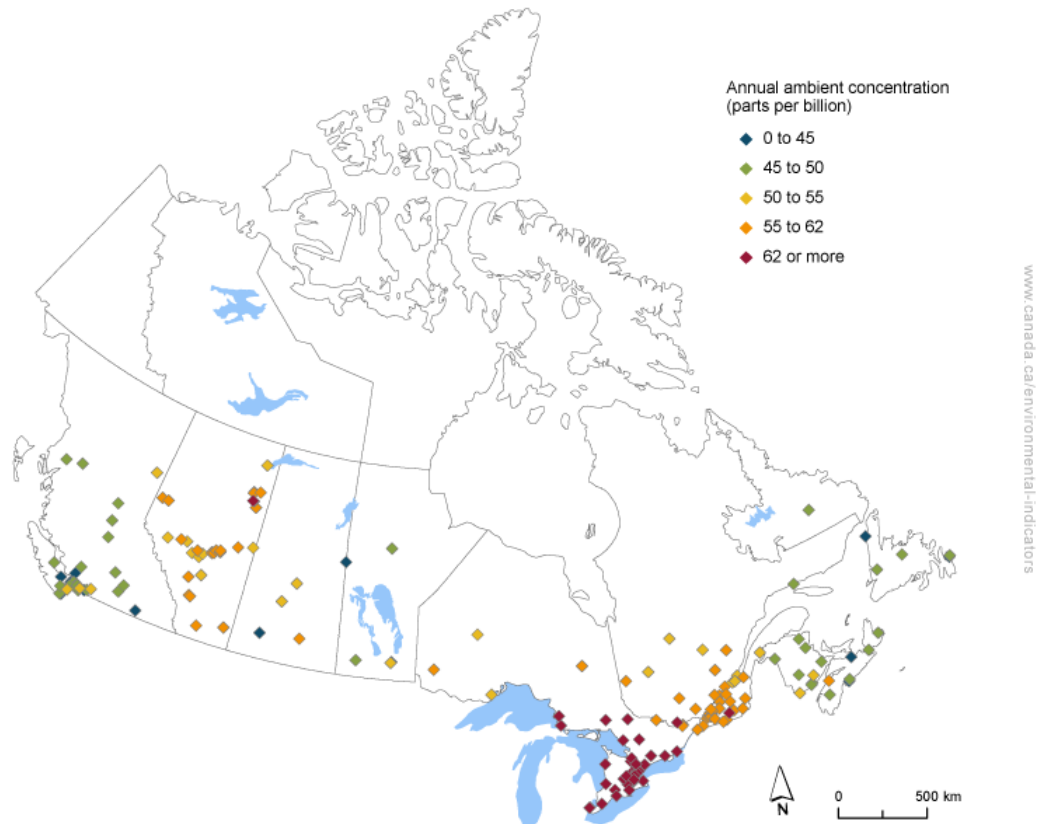 Annual ambient concentration
(parts per billion)
0 to 45
45 to 50
50 to 55
55 to 62
62 or more
www.canada.ca/environmental-indicators
N
0 500 km